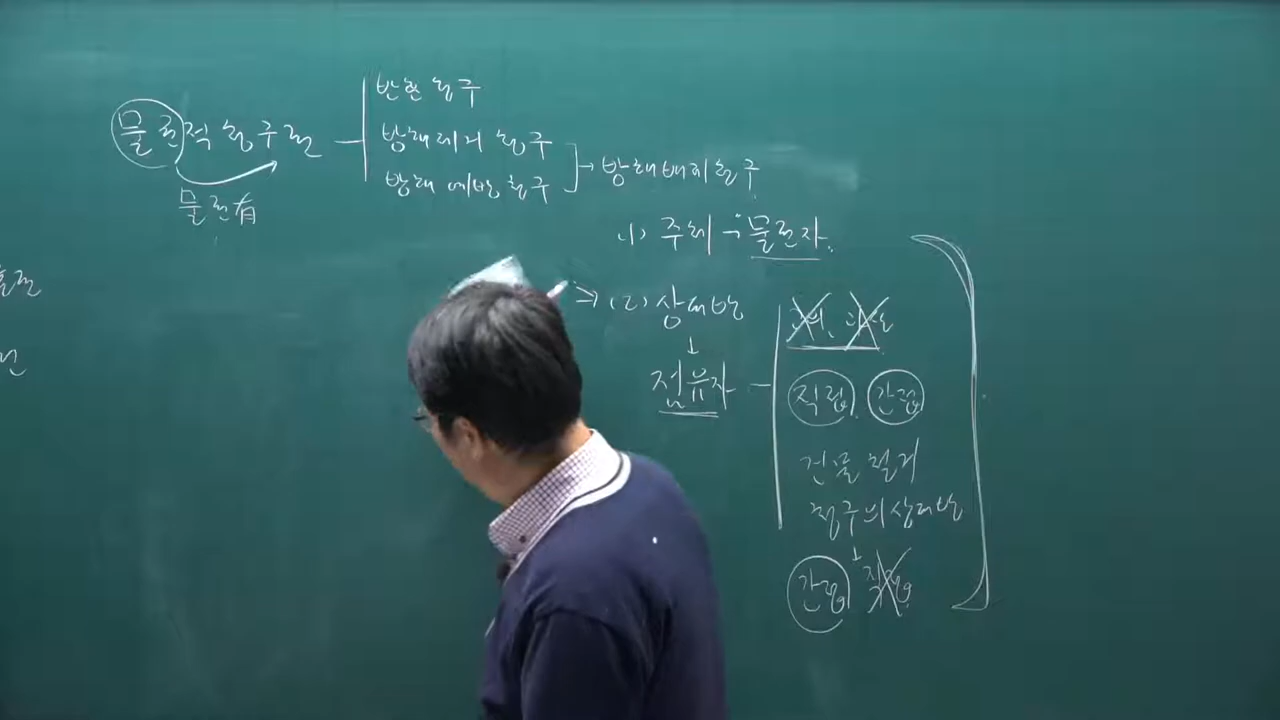 반환청구
물권적 청구권
방해제거 청구
방해예방청구
→ 방해배제청구
물권有
(1) 주체 → 물권자.
⇒ (2) 상대방
↓
점유자
직접. 간접
건물철거
청구의 상대방
↓
간접 직접